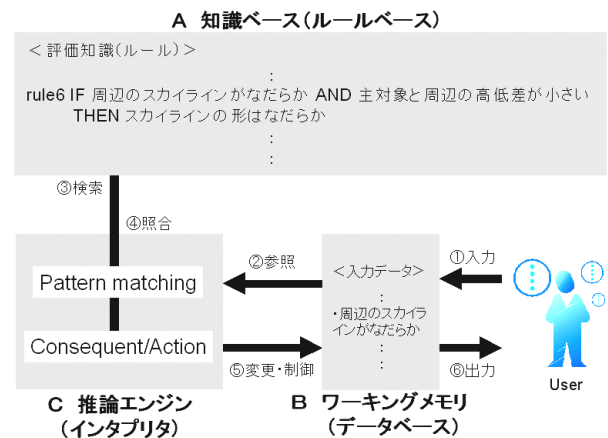 A 知識ベース(ルールベース)
＜評価知識(ルール)＞
:
rule6 IF 周辺のスカイラインがなだらか AND 主対象と周辺の高低差が小さい
THEN スカイラインの形はなだらか
:
:
③検索
④照合
Pattern matching
Consequent/Action
②参照
⑤変更・制御
＜入力データ＞
:
・周辺のスカイラ
インがなだらか
:
:
①入力
⑥出力
User
C 推論エンジン
(インタプリタ)
B ワーキングメモリ
(データベース)